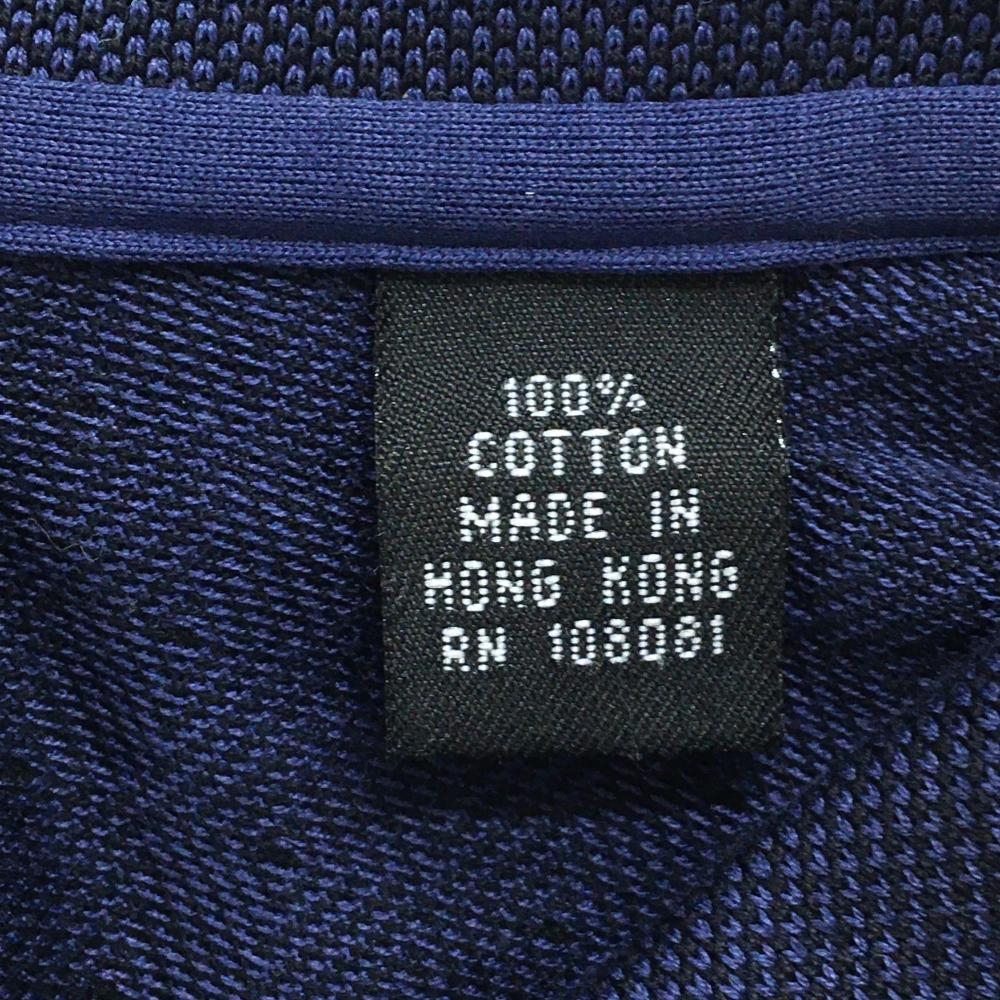 100%
COTTON
MADE IN
HONG KONG
RN 108081